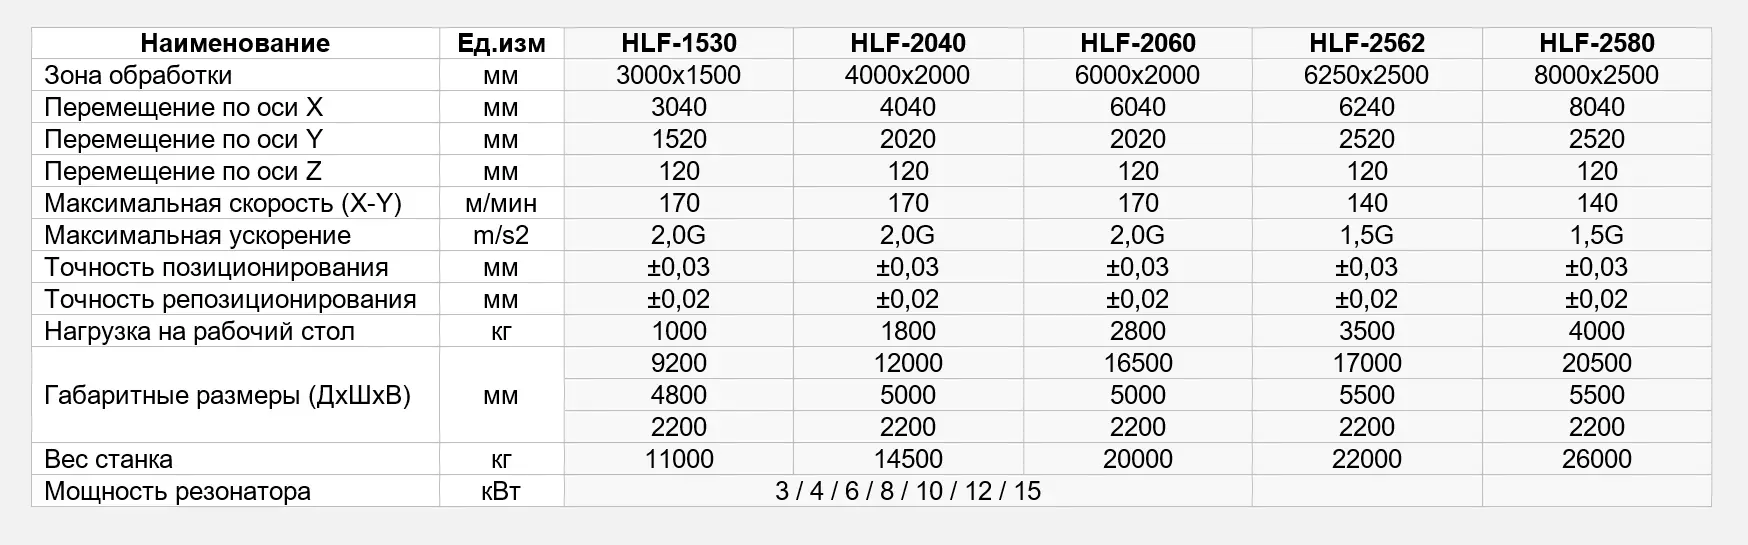 Наименование Ед.изм HLF-1530 HLF-2040 HLF-2060 HLF-2562 HLF-2580
Зона обработки мм 3000x1500 4000x2000 6000x2000 6250x2500 8000x2500
Перемещение по оси X мм 3040 4040 6040 6240 8040
Перемещение по оси Y мм 1520 2020 2020 2520 2520
Перемещение по оси Z мм 120 120 120 120 120
Максимальная скорость (X-Y) м/мин 170 170 170 140 140
Максимальная ускорение m/s2 2,0G 2,0G 2,0G 1,5G 1,5G
Точность позиционирования мм ±0,03 ±0,03 ±0,03 ±0,03 ±0,03
Точность репозиционирования мм ±0,02 ±0,02 ±0,02 ±0,02 ±0,02
Нагрузка на рабочий стол кг 1000 1800 2800 3500 4000
9200 12000 16500 17000 20500
Габаритные размеры (ДхШхВ) мм 4800 5000 5000 5500 5500
2200 2200 2200 2200 2200
Вес станка кг 11000 14500 20000 22000 26000
Мощность резонатора кВт 3 / 4 / 6 / 8 / 10 / 12 / 15